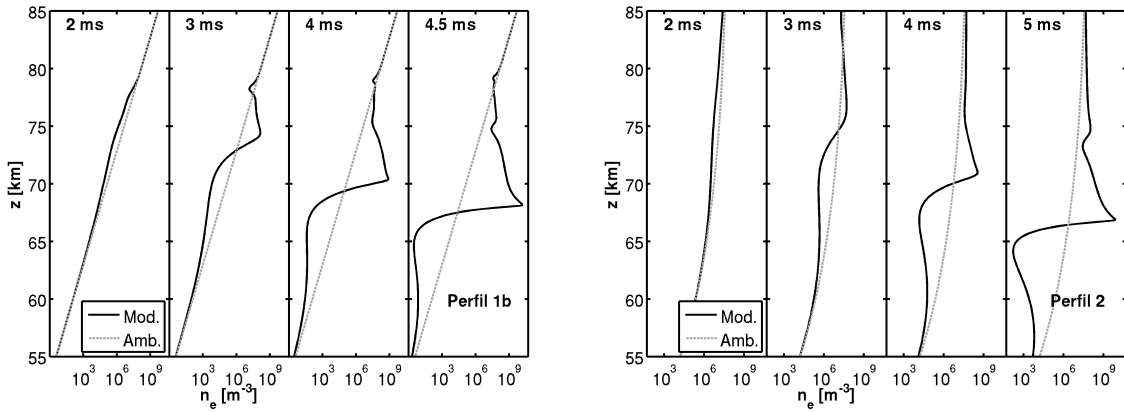 2 ms 3 ms 4 ms 4.5 ms
85
80
75
70
65
60
55
z [km]
Perfil 1b
Mod.
Amb.
10³ 10⁶ 10⁹ 10³ 10⁶ 10⁹ 10³ 10⁶ 10⁹ 10³ 10⁶ 10⁹
nₑ [m⁻³]
2 ms 3 ms 4 ms 5 ms
85
80
75
70
65
60
55
z [km]
Perfil 2
Mod.
Amb.
10³ 10⁶ 10⁹ 10³ 10⁶ 10⁹ 10³ 10⁶ 10⁹ 10³ 10⁶ 10⁹
nₑ [m⁻³]